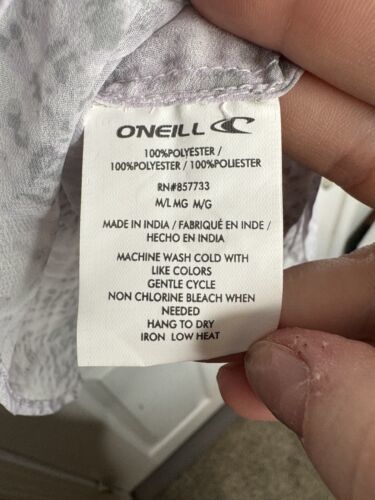 O'NEILL
100%POLYESTER /
100%POLYESTER / 100%POLIESTER
RN#857733
M/L MG M/G
MADE IN INDIA / FABRIQUÉ EN INDE /
HECHO EN INDIA
MACHINE WASH COLD WITH
LIKE COLORS
GENTLE CYCLE
NON CHLORINE BLEACH WHEN
NEEDED
HANG TO DRY
IRON LOW HEAT